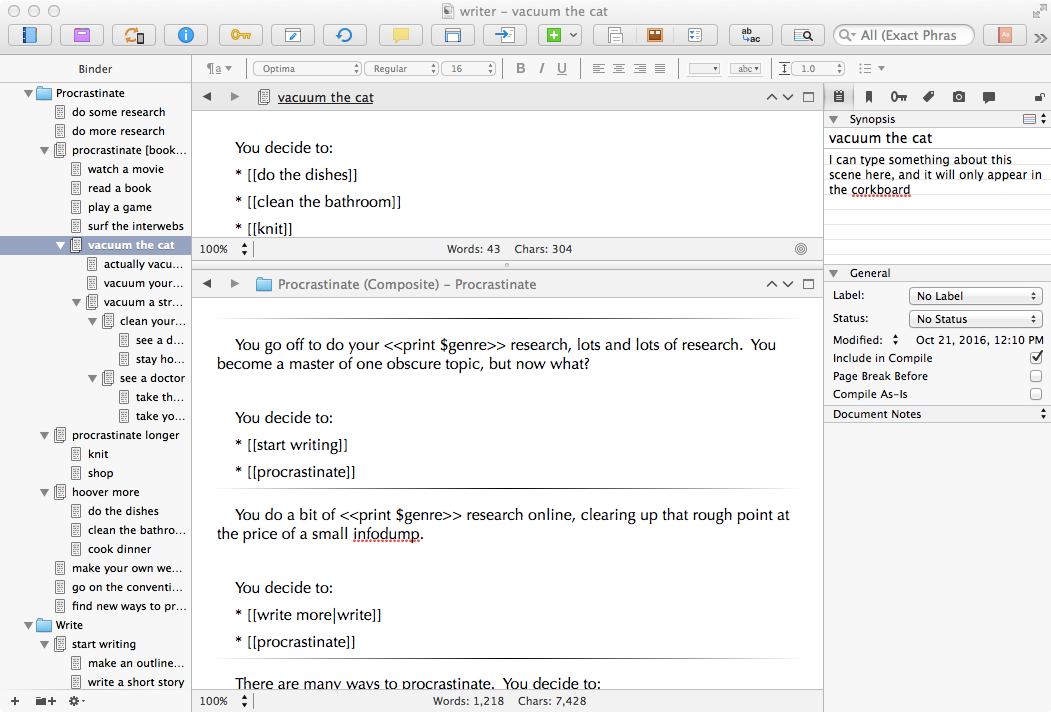 writer – vacuum the cat
ab
ac
All (Exact Phras
Aa
Binder
¶a
Optima
Regular
16
B I U
abc
1.0
Procrastinate
do some research
do more research
procrastinate [book...
watch a movie
read a book
play a game
surf the interwebs
vacuum the cat
actually vacu...
vacuum your...
vacuum a str...
clean your...
see a d...
stay ho...
see a doctor
take th...
take yo...
procrastinate longer
knit
shop
hoover more
do the dishes
clean the bathro...
cook dinner
make your own we...
go on the conventi...
find new ways to pr...
Write
start writing
make an outline...
write a short story
vacuum the cat
You decide to:
* [[do the dishes]]
* [[clean the bathroom]]
* [[knit]]
100%
Words: 43 Chars: 304
Procrastinate (Composite) – Procrastinate
You go off to do your <<print $genre>> research, lots and lots of research. You
become a master of one obscure topic, but now what?
You decide to:
* [[start writing]]
* [[procrastinate]]
You do a bit of <<print $genre>> research online, clearing up that rough point at
the price of a small infodump.
You decide to:
* [[write more|write]]
* [[procrastinate]]
There are many ways to procrastinate. You decide to:
100%
Words: 1,218 Chars: 7,428
Synopsis
vacuum the cat
I can type something about this
scene here, and it will only appear in
the corkboard
General
Label:
No Label
Status:
No Status
Modified:
Oct 21, 2016, 12:10 PM
Include in Compile
Page Break Before
Compile As-Is
Document Notes